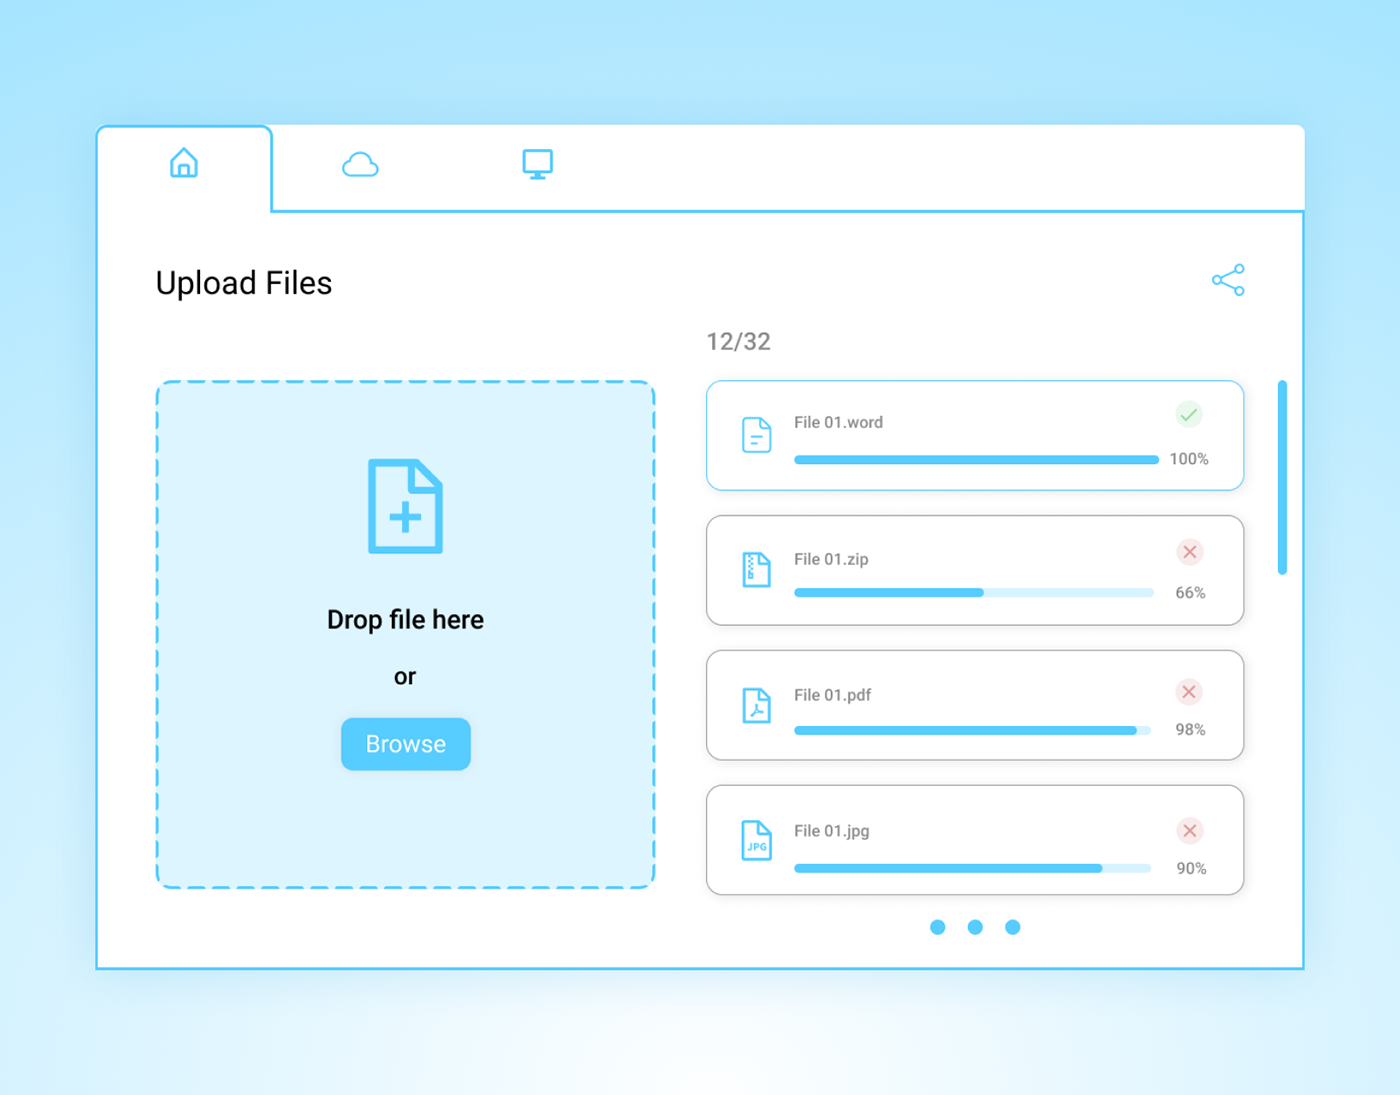 Upload Files
12/32
Drop file here
or
Browse
File 01.word
100%
File 01.zip
66%
File 01.pdf
98%
File 01.jpg
JPG
90%